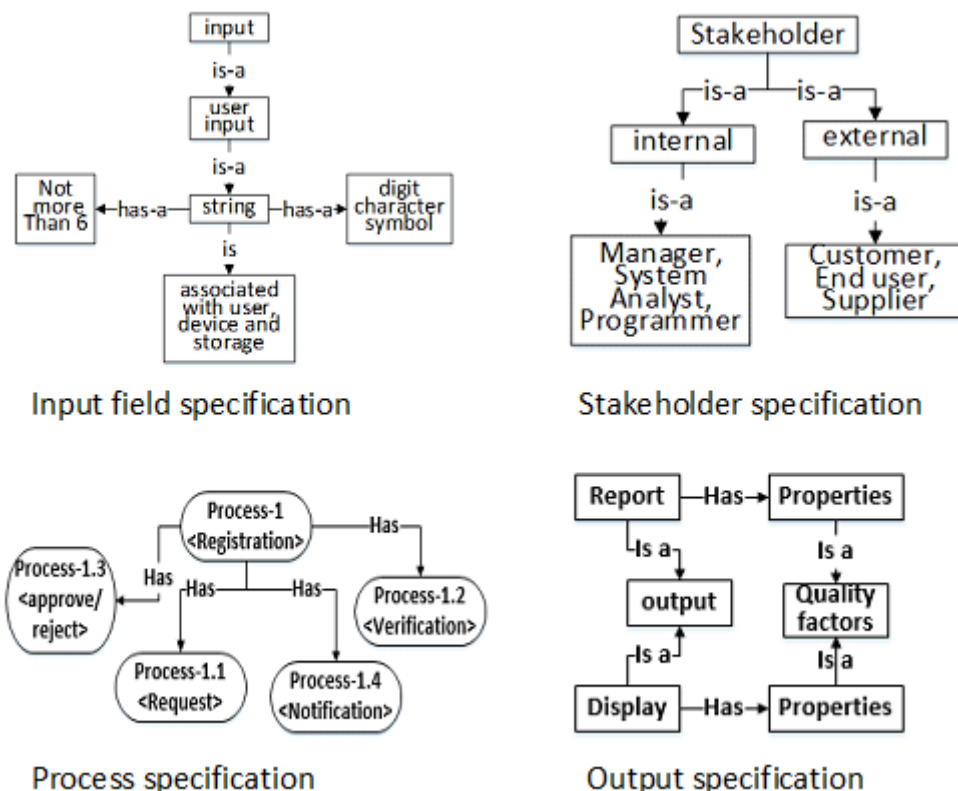 input
is-a
user
input
is-a
Not
more
Than 6
has-a
string
has-a
digit
character
symbol
is
associated
with user,
device and
storage
Input field specification
Stakeholder
is-a
is-a
internal
external
is-a
is-a
Manager,
System
Analyst,
Programmer
Customer,
End user,
Supplier
Stakeholder specification
Process-1
<Registration>
Has
Process-1.3
<approve/
reject>
Has
Has
Has
Process-1.2
<Verification>
Process-1.1
<Request>
Process-1.4
<Notification>
Process specification
Report
Has
Properties
Is a
Is a
output
Quality
factors
Is a
Is a
Display
Has
Properties
Output specification